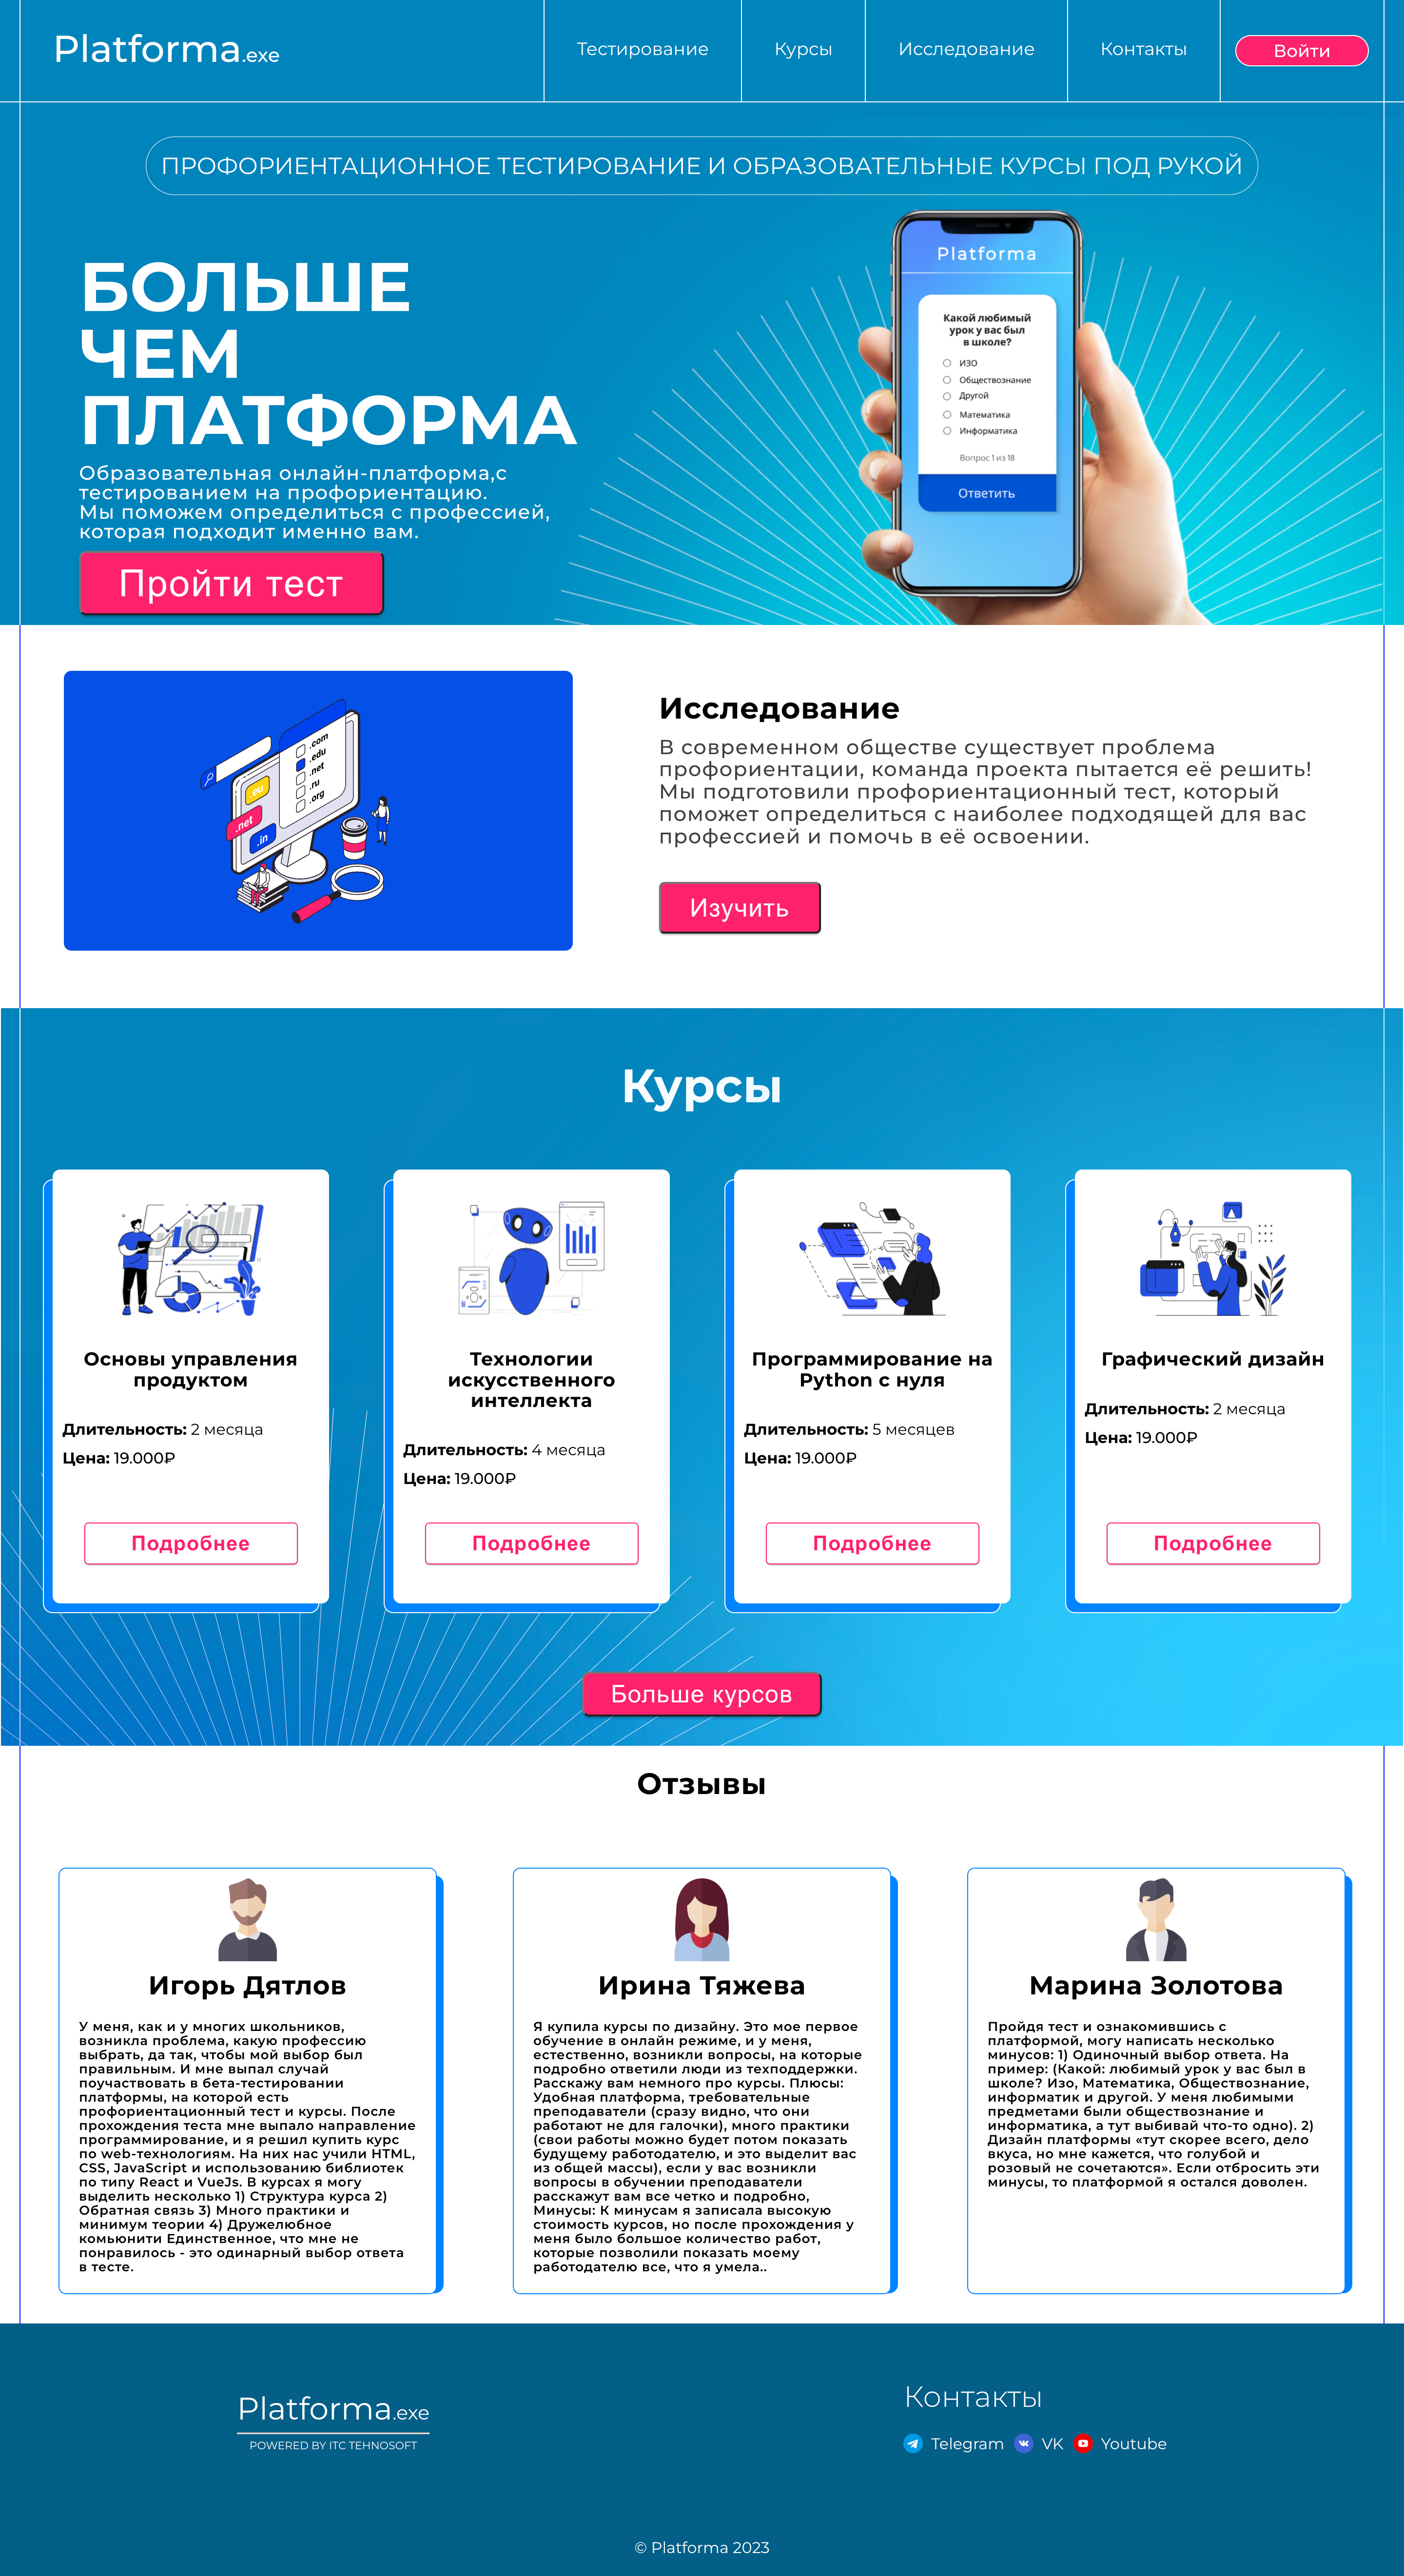 Platforma.exe
Тестирование
Курсы
Исследование
Контакты
Войти
ПРОФОРИЕНТАЦИОННОЕ ТЕСТИРОВАНИЕ И ОБРАЗОВАТЕЛЬНЫЕ КУРСЫ ПОД РУКОЙ
БОЛЬШЕ
ЧЕМ
ПЛАТФОРМА
Образовательная онлайн-платформа,с
тестированием на профориентацию.
Мы поможем определиться с профессией,
которая подходит именно вам.
Пройти тест
Platforma
Какой любимый
урок у вас был
в школе?
ИЗО
Обществознание
Другой
Математика
Информатика
Вопрос 1 из 18
Ответить
.com
.edu
.net
.ru
.org
.eu
.net
.in
Исследование
В современном обществе существует проблема
профориентации, команда проекта пытается её решить!
Мы подготовили профориентационный тест, который
поможет определиться с наиболее подходящей для вас
профессией и помочь в её освоении.
Изучить
Курсы
Основы управления
продуктом
Длительность: 2 месяца
Цена: 19.000₽
Подробнее
Технологии
искусственного
интеллекта
Длительность: 4 месяца
Цена: 19.000₽
Подробнее
Программирование на
Python с нуля
Длительность: 5 месяцев
Цена: 19.000₽
Подробнее
Графический дизайн
Длительность: 2 месяца
Цена: 19.000₽
Подробнее
Больше курсов
Отзывы
Игорь Дятлов
У меня, как и у многих школьников,
возникла проблема, какую профессию
выбрать, да так, чтобы мой выбор был
правильным. И мне выпал случай
поучаствовать в бета-тестировании
платформы, на которой есть
профориентационный тест и курсы. После
прохождения теста мне выпало направление
программирование, и я решил купить курс
по web-технологиям. На них нас учили HTML,
CSS, JavaScript и использованию библиотек
по типу React и VueJs. В курсах я могу
выделить несколько 1) Структура курса 2)
Обратная связь 3) Много практики и
минимум теории 4) Дружелюбное
комьюнити Единственное, что мне не
понравилось - это одинарный выбор ответа
в тесте.
Ирина Тяжева
Я купила курсы по дизайну. Это мое первое
обучение в онлайн режиме, и у меня,
естественно, возникли вопросы, на которые
подробно ответили люди из техподдержки.
Расскажу вам немного про курсы. Плюсы:
Удобная платформа, требовательные
преподаватели (сразу видно, что они
работают не для галочки), много практики
(свои работы можно будет потом показать
будущему работодателю, и это выделит вас
из общей массы), если у вас возникли
вопросы в обучении преподаватели
расскажут вам все четко и подробно,
Минусы: К минусам я записала высокую
стоимость курсов, но после прохождения у
меня было большое количество работ,
которые позволили показать моему
работодателю все, что я умела..
Марина Золотова
Пройдя тест и ознакомившись с
платформой, могу написать несколько
минусов: 1) Одиночный выбор ответа. На
пример: (Какой: любимый урок у вас был в
школе? Изо, Математика, Обществознание,
информатик и другой. У меня любимыми
предметами были обществознание и
информатика, а тут выбивай что-то одно). 2)
Дизайн платформы «тут скорее всего, дело
вкуса, но мне кажется, что голубой и
розовый не сочетаются». Если отбросить эти
минусы, то платформой я остался доволен.
Platforma.exe
POWERED BY ITC TEHNOSOFT
Контакты
Telegram
VK
Youtube
© Platforma 2023